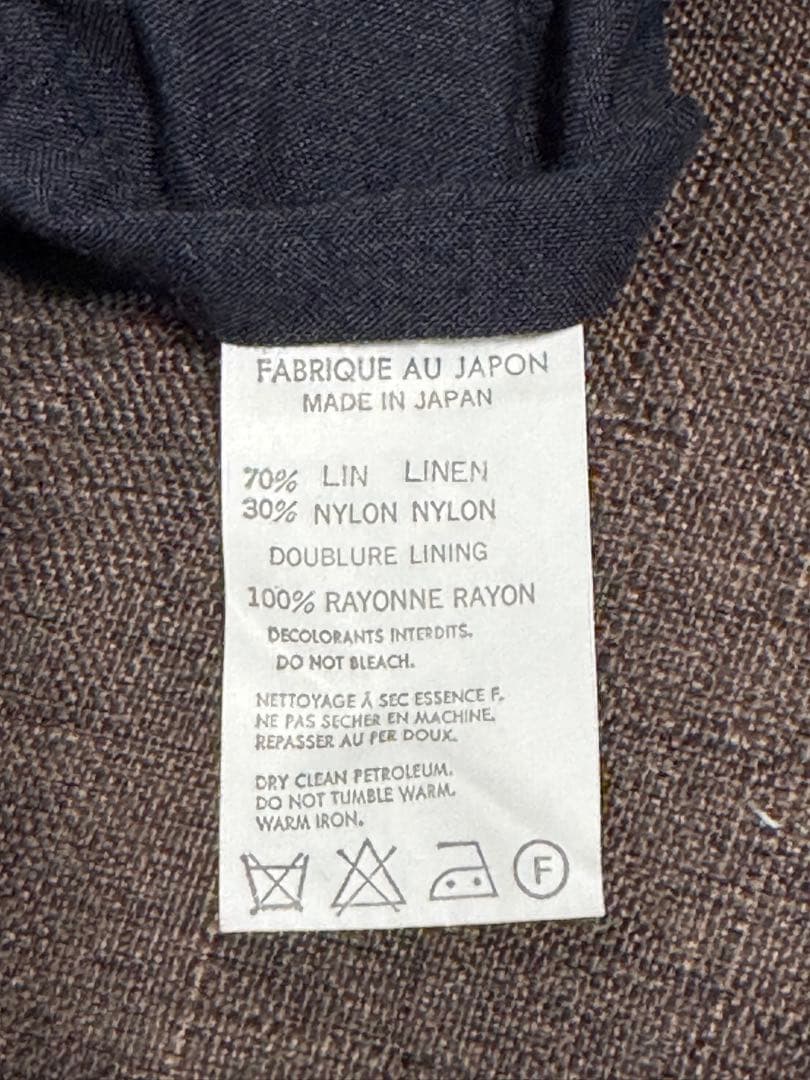 FABRIQUE AU JAPON
MADE IN JAPAN
70% LIN LINEN
30% NYLON NYLON
DOUBLURE LINING
100% RAYONNE RAYON
DECOLORANTS INTERDITS.
DO NOT BLEACH.
NETTOYAGE À SEC ESSENCE F.
NE PAS SECHER EN MACHINE.
REPASSER AU PER DOUX.
DRY CLEAN PETROLEUM.
DO NOT TUMBLE WARM.
WARM IRON.
F